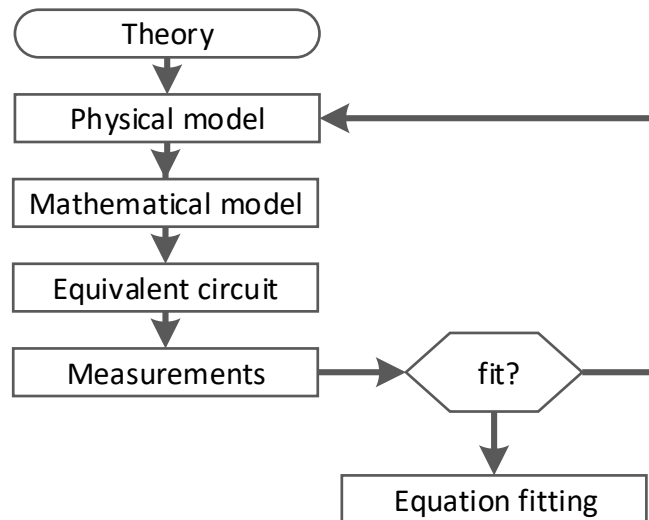 Theory
Physical model
Mathematical model
Equivalent circuit
Measurements
fit?
Equation fitting